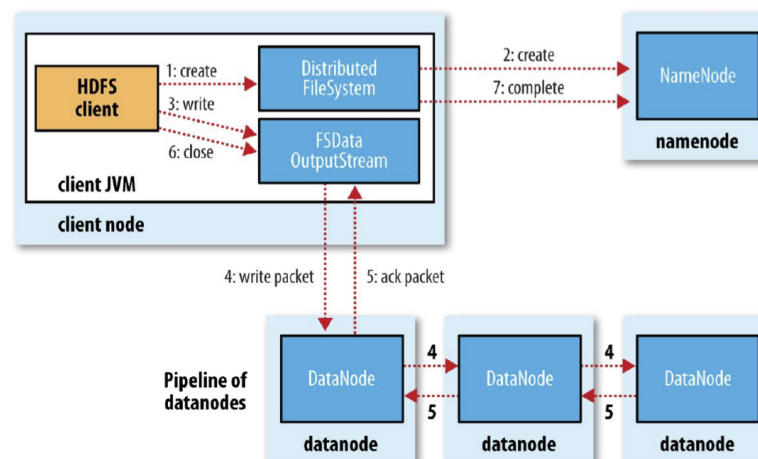 HDFS
client
1: create
3: write
6: close
Distributed
FileSystem
FSData
OutputStream
client JVM
client node
2: create
7: complete
NameNode
namenode
4: write packet
5: ack packet
Pipeline of
datanodes
DataNode
4
5
DataNode
4
5
DataNode
datanode
datanode
datanode